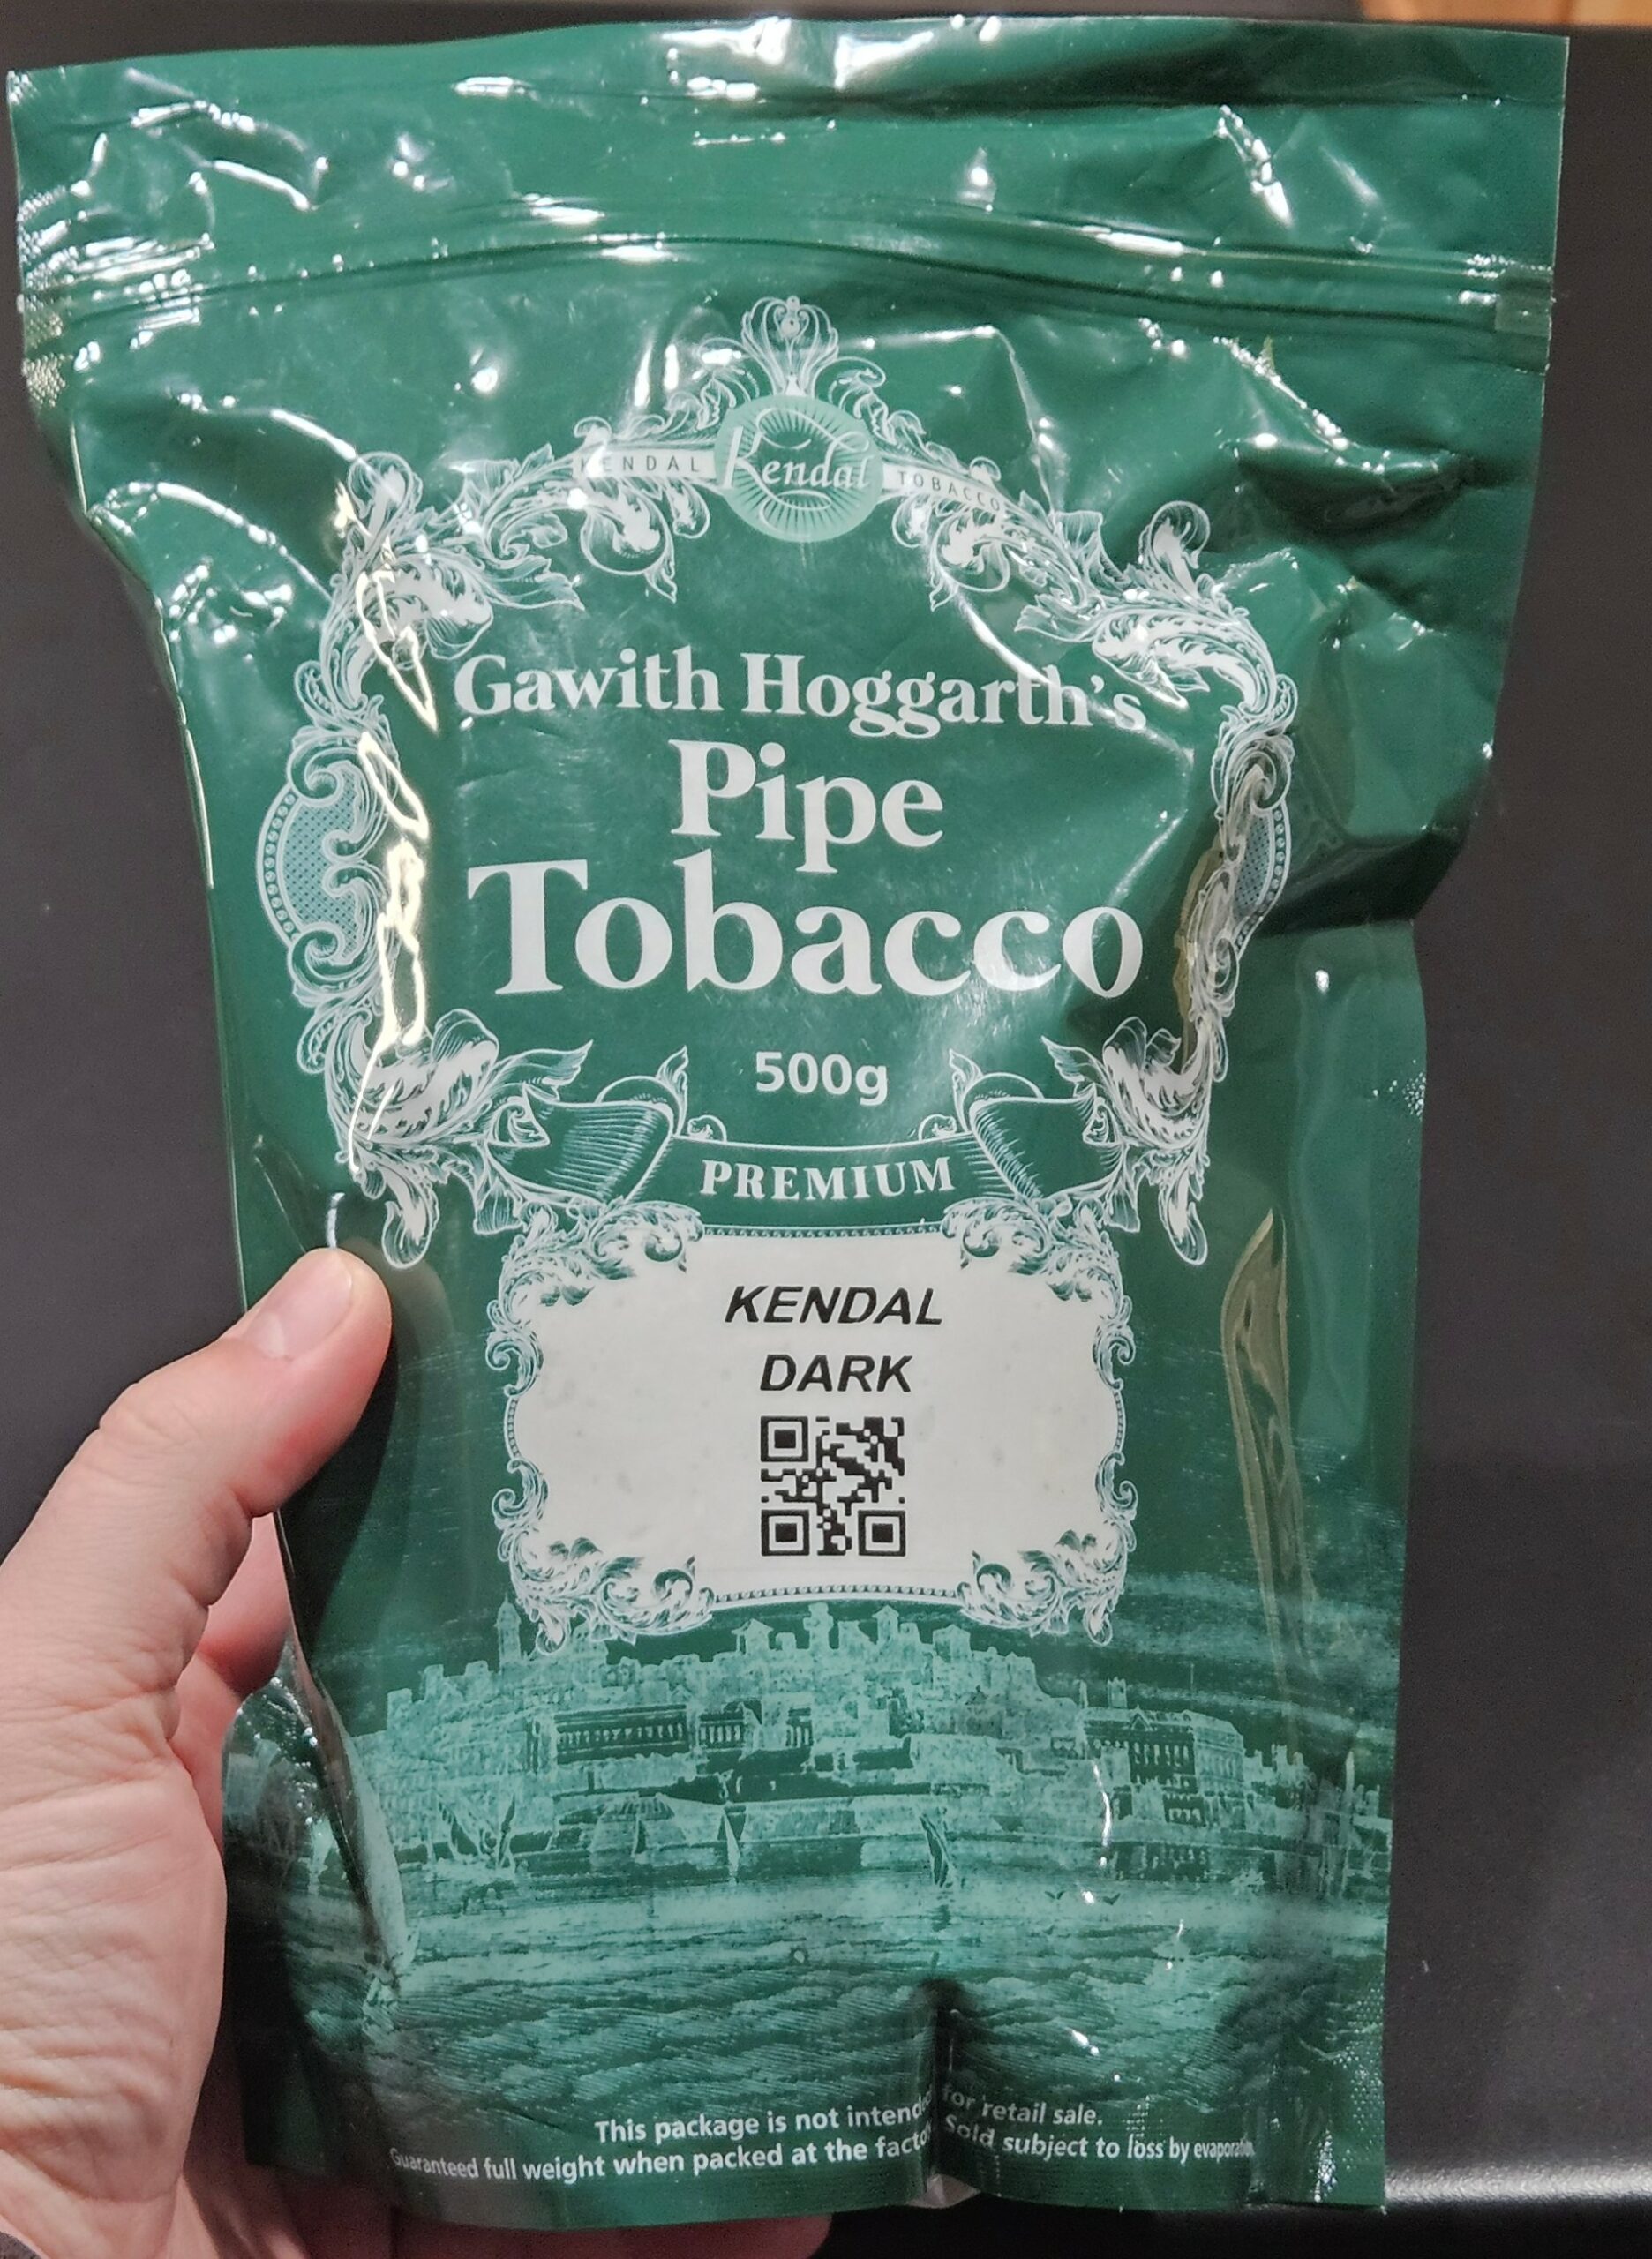 KENDAL Kendal TOBACCO
Gawith Hoggarth's
Pipe
Tobacco
500g
PREMIUM
KENDAL
DARK
This package is not intended for retail sale.
Guaranteed full weight when packed at the factory. Sold subject to loss by evaporation